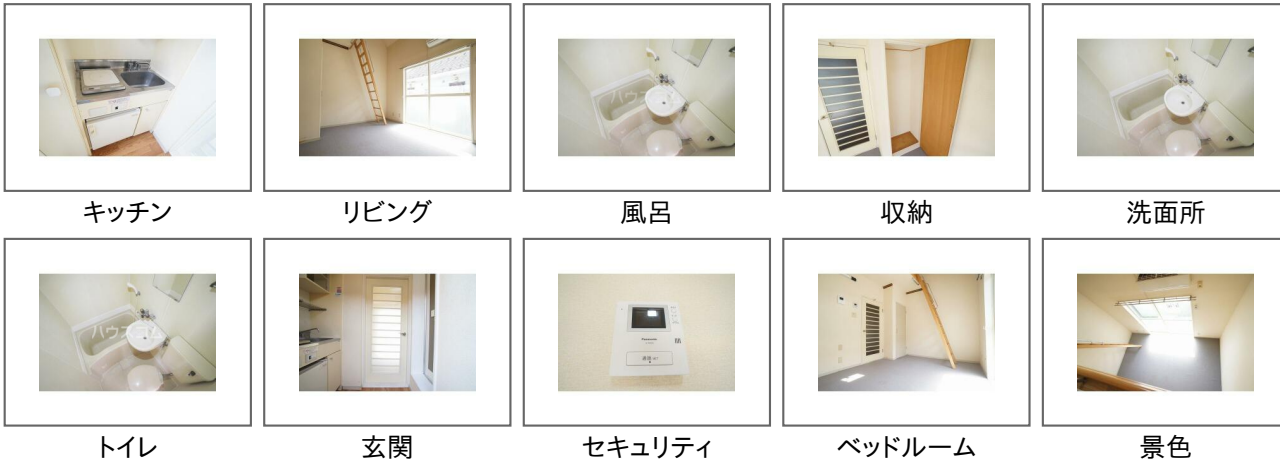 キッチン
リビング
風呂
収納
洗面所
トイレ
玄関
セキュリティ
ベッドルーム
景色
Panasonic